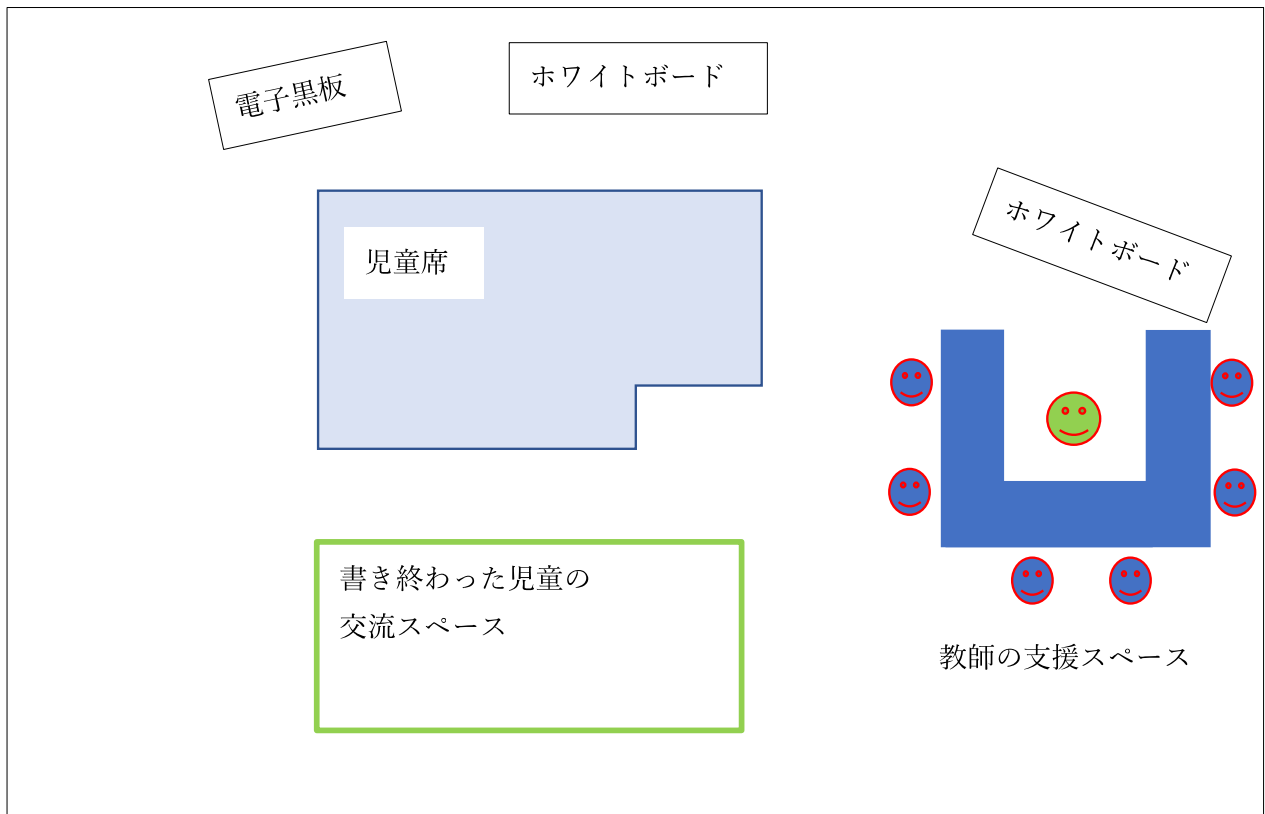 電子黒板
ホワイトボード
ホワイトボード
児童席
書き終わった児童の
交流スペース
教師の支援スペース